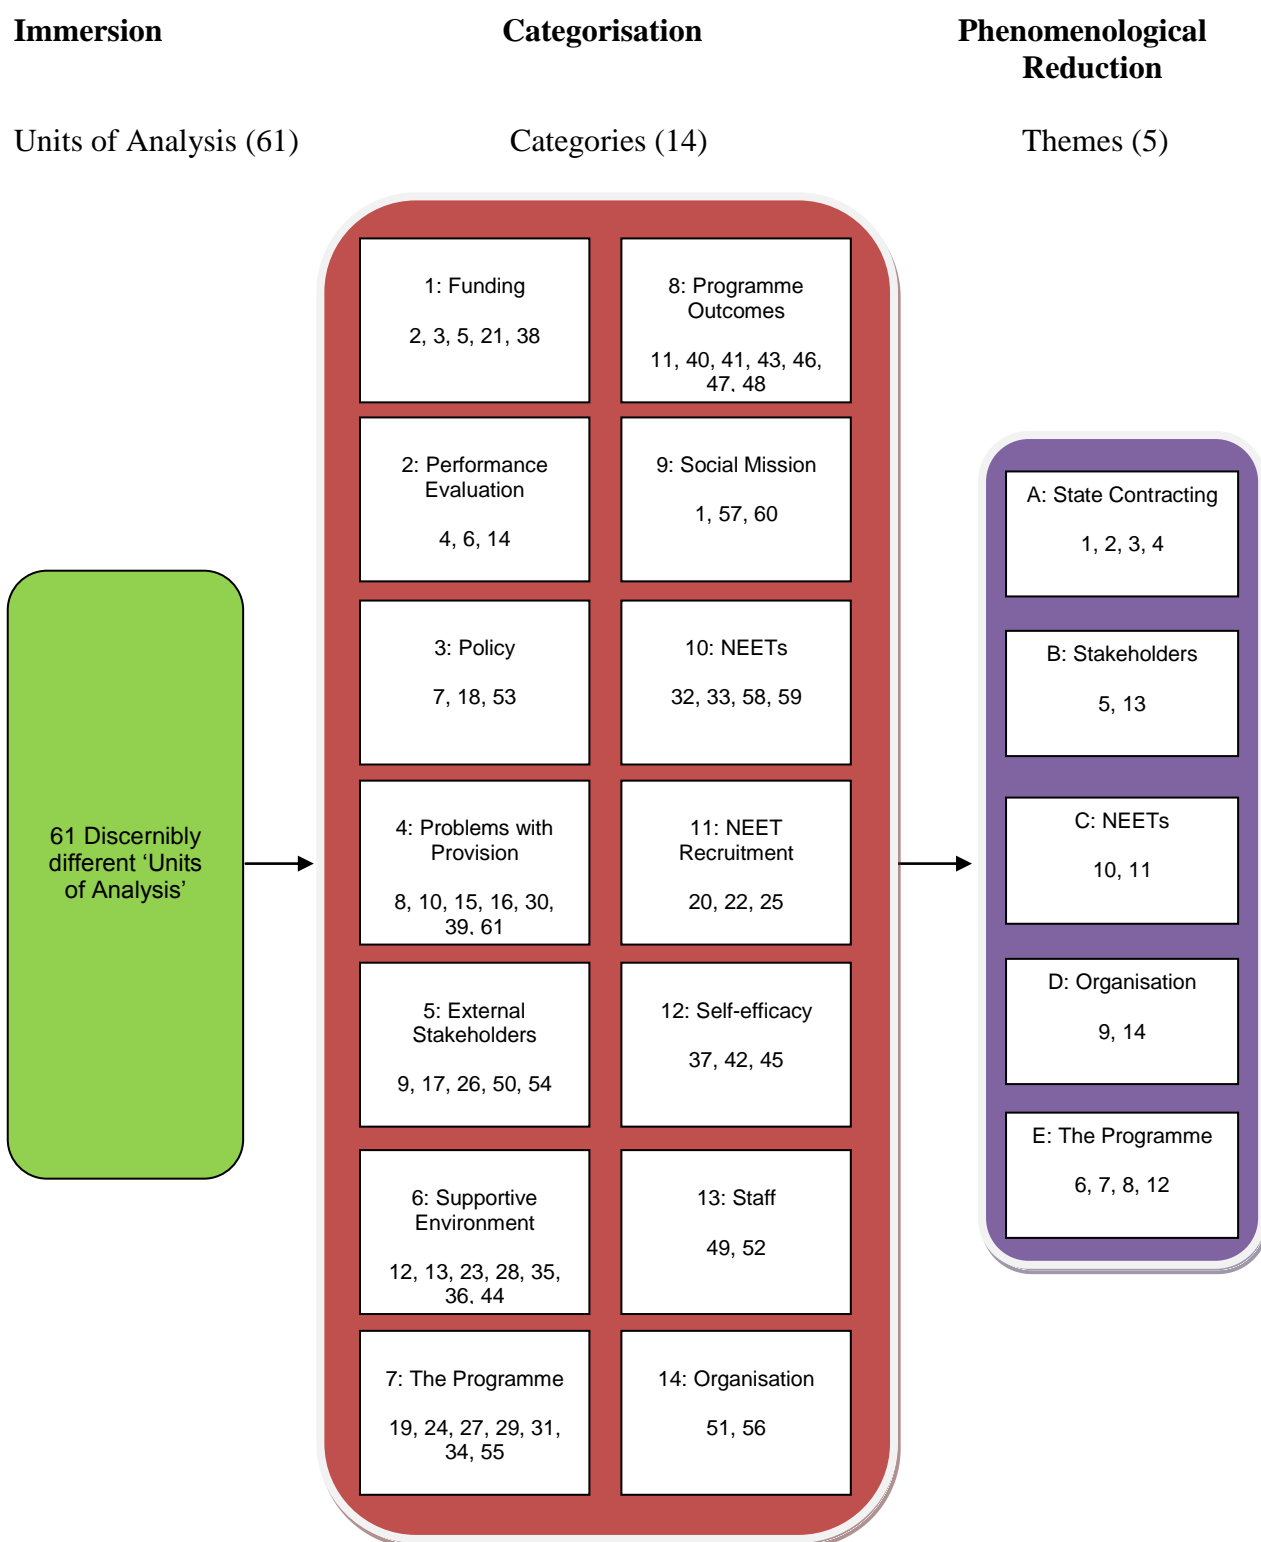 Immersion
Categorisation
Phenomenological
Reduction
Units of Analysis (61)
Categories (14)
Themes (5)
61 Discernibly
different ‘Units
of Analysis’
1: Funding
2, 3, 5, 21, 38
2: Performance
Evaluation
4, 6, 14
3: Policy
7, 18, 53
4: Problems with
Provision
8, 10, 15, 16, 30,
39, 61
5: External
Stakeholders
9, 17, 26, 50, 54
6: Supportive
Environment
12, 13, 23, 28, 35,
36, 44
7: The Programme
19, 24, 27, 29, 31,
34, 55
8: Programme
Outcomes
11, 40, 41, 43, 46,
47, 48
9: Social Mission
1, 57, 60
10: NEETs
32, 33, 58, 59
11: NEET
Recruitment
20, 22, 25
12: Self-efficacy
37, 42, 45
13: Staff
49, 52
14: Organisation
51, 56
A: State Contracting
1, 2, 3, 4
B: Stakeholders
5, 13
C: NEETs
10, 11
D: Organisation
9, 14
E: The Programme
6, 7, 8, 12